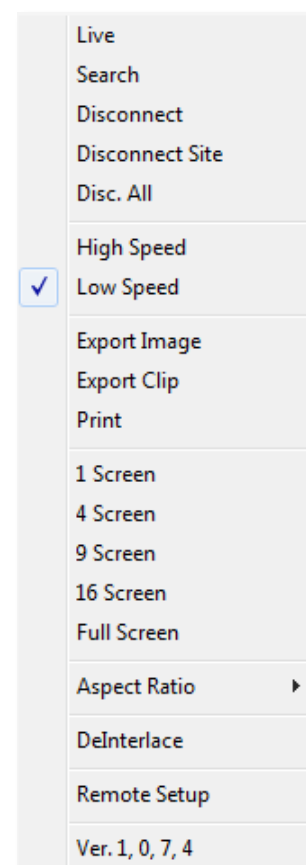 Live
Search
Disconnect
Disconnect Site
Disc. All
High Speed
Low Speed
Export Image
Export Clip
Print
1 Screen
4 Screen
9 Screen
16 Screen
Full Screen
Aspect Ratio
DeInterlace
Remote Setup
Ver. 1, 0, 7, 4